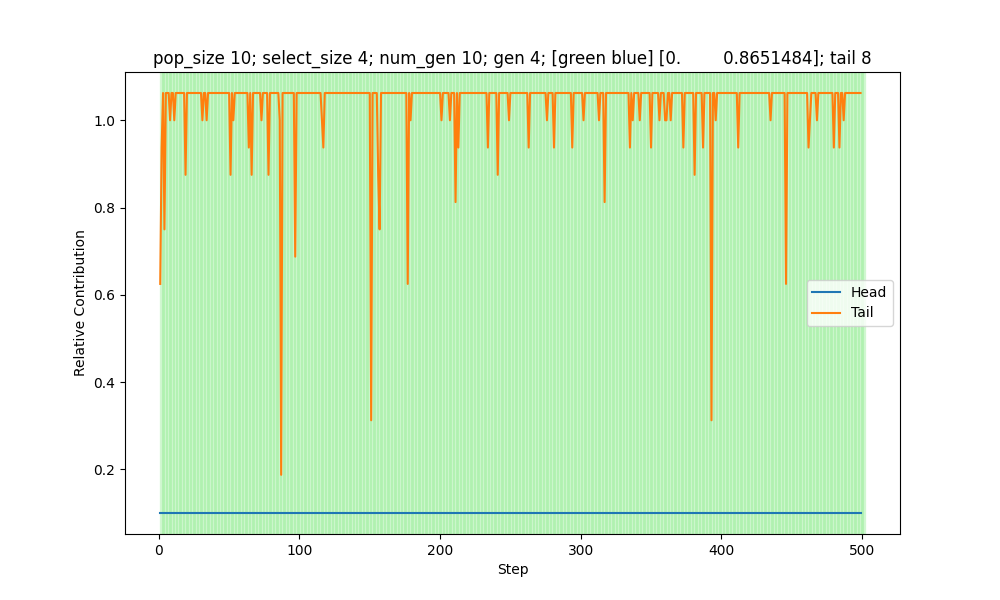 pop_size 10; select_size 4; num_gen 10; gen 4; [green blue] [0.        0.8651484]; tail 8
1.0
0.8
0.6
0.4
0.2
Relative Contribution
Head
Tail
0 100 200 300 400 500
Step